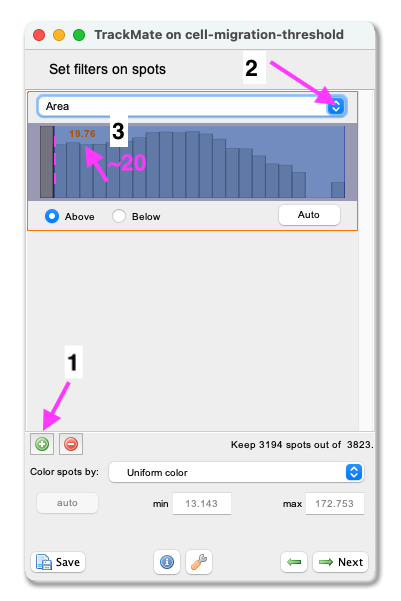 TrackMate on cell-migration-threshold
Set filters on spots
2
Area
19.76
3
~20
Above
Below
Auto
1
Keep 3194 spots out of 3823.
Color spots by:
Uniform color
auto
min
13.143
max
172.753
Save
Next